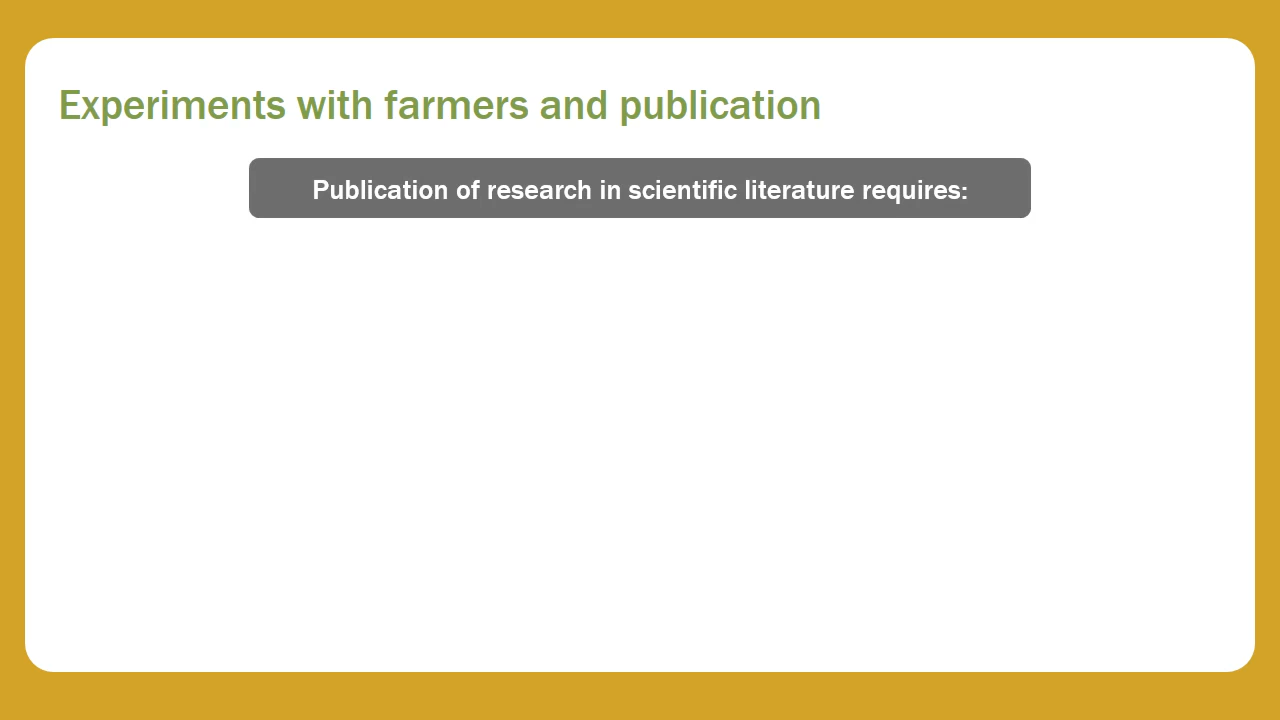 Experiments with farmers and publication
Publication of research in scientific literature requires: